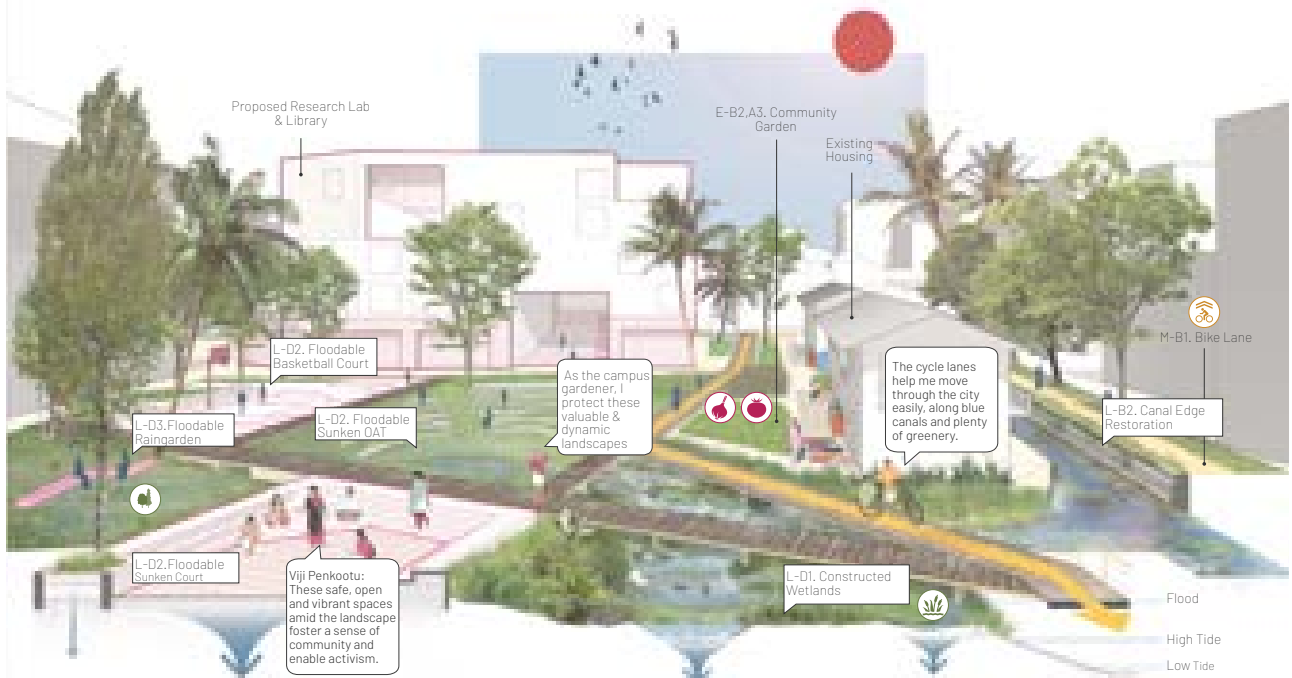 Proposed Research Lab
& Library
E-B2,A3. Community
Garden
Existing
Housing
M-B1. Bike Lane
L-D2. Floodable
Basketball Court
As the campus
gardener, I
protect these
valuable &
dynamic
landscapes
The cycle lanes
help me move
through the city
easily, along blue
canals and plenty
of greenery.
L-B2. Canal Edge
Restoration
L-D3.Floodable
Raingarden
L-D2. Floodable
Sunken OAT
L-D2.Floodable
Sunken Court
Viji Penkootu:
These safe, open
and vibrant spaces
amid the landscape
foster a sense of
community and
enable activism.
L-D1. Constructed
Wetlands
Flood
High Tide
Low Tide